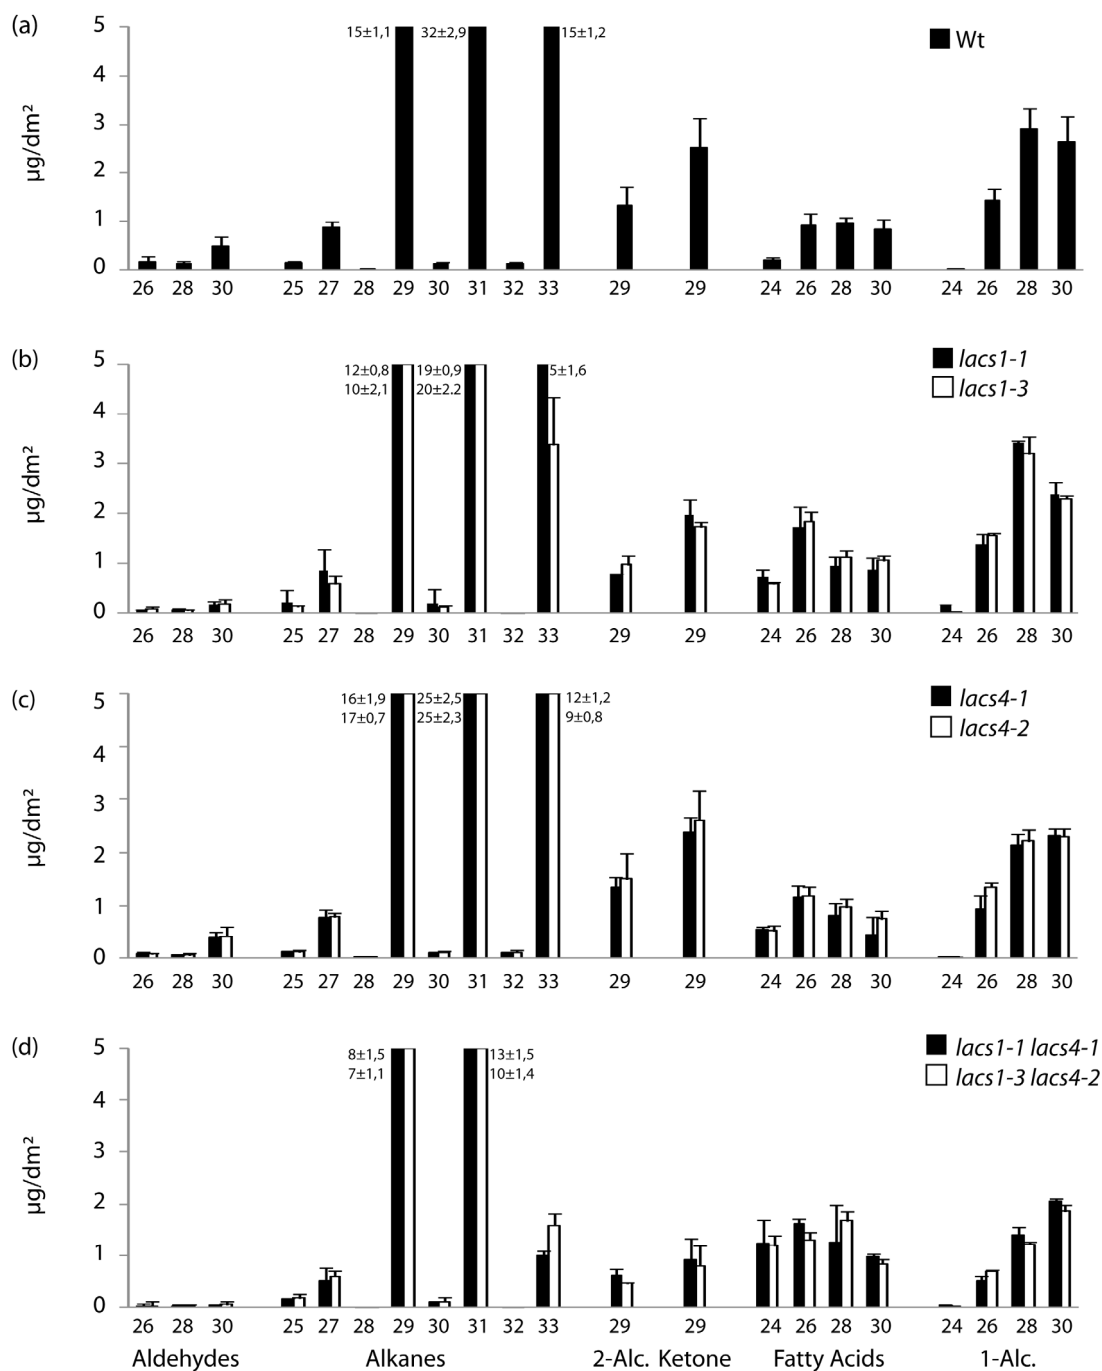 (a)
5
15±1,1
32±2,9
15±1,2
Wt
4
3
2
1
0
µg/dm²
26 28 30 25 27 28 29 30 31 32 33 29 29 24 26 28 30 24 26 28 30
(b)
5
12±0,8 19±0,9 5±1,6
10±2,1 20±2.2
lacs1-1
lacs1-3
4
3
2
1
0
µg/dm²
26 28 30 25 27 28 29 30 31 32 33 29 29 24 26 28 30 24 26 28 30
(c)
5
16±1,9 25±2,5 12±1,2
17±0,7 25±2,3 9±0,8
lacs4-1
lacs4-2
4
3
2
1
0
µg/dm²
26 28 30 25 27 28 29 30 31 32 33 29 29 24 26 28 30 24 26 28 30
(d)
5
8±1,5 13±1,5
7±1,1 10±1,4
lacs1-1 lacs4-1
lacs1-3 lacs4-2
4
3
2
1
0
µg/dm²
26 28 30 25 27 28 29 30 31 32 33 29 29 24 26 28 30 24 26 28 30
Aldehydes Alkanes 2-Alc. Ketone Fatty Acids 1-Alc.